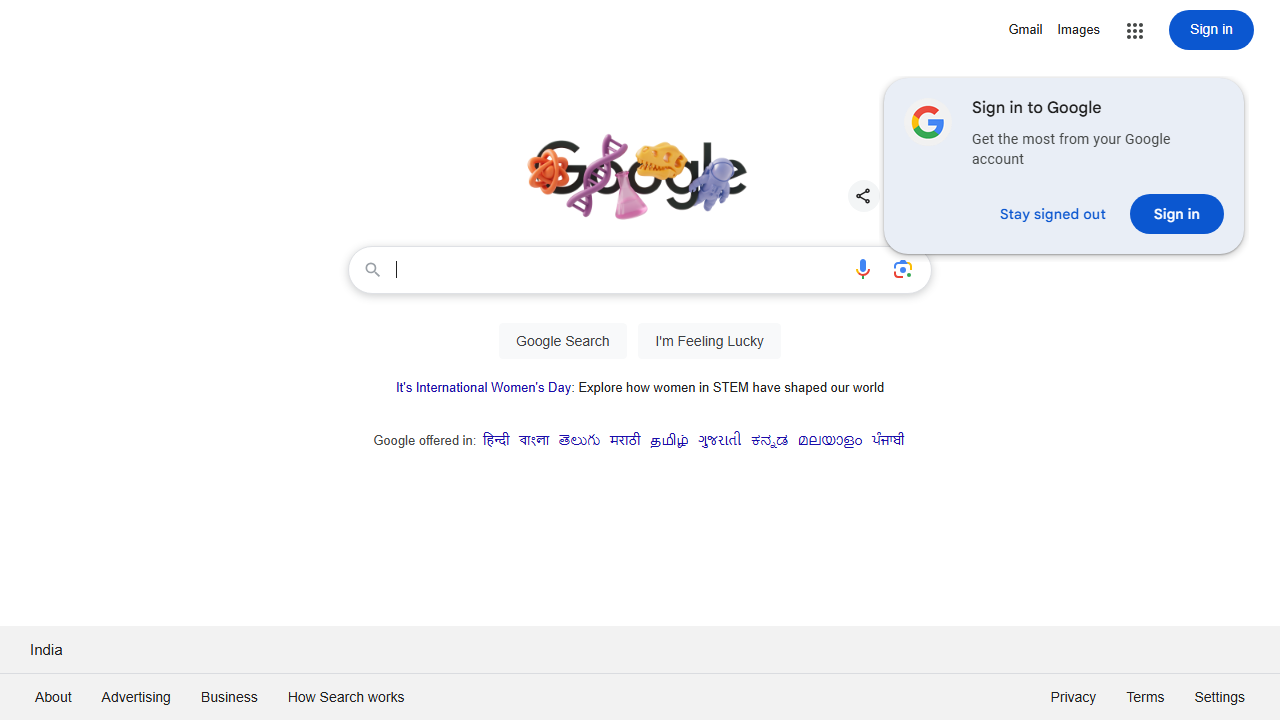 Gmail Images Sign in
Sign in to Google
Get the most from your Google
account
Stay signed out Sign in
Google
Google Search I'm Feeling Lucky
It's International Women's Day: Explore how women in STEM have shaped our world
Google offered in: हिन्दी বাংলা తెలుగు मराठी தமிழ் ગુજરાતી ಕನ್ನಡ മലയാളം ਪੰਜਾਬੀ
India
About Advertising Business How Search works Privacy Terms Settings